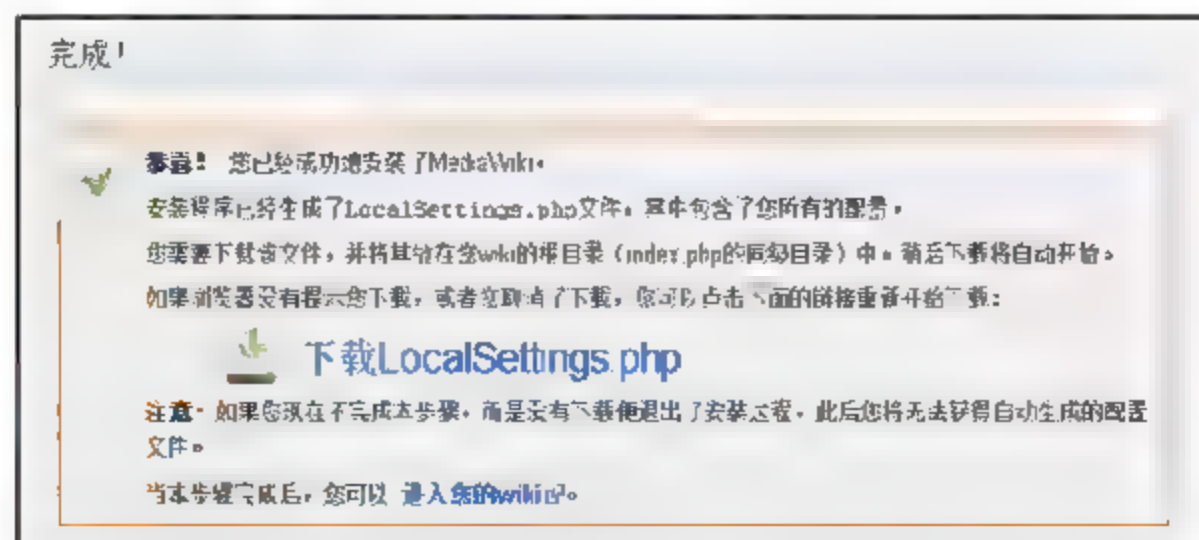 完成!
恭喜! 您已经成功地安装了MediaWiki。
安装程序已经生成了LocalSettings.php文件。其中包含了您所有的配置。
您需要下载该文件,并将其放在您wiki的根目录(index.php的同级目录)中。稍后下载将自动开始。
如果浏览器没有提示您下载,或者您取消了下载,您可以点击下面的链接重新开始下载:
下载LocalSettings.php
注意:如果您现在不完成本步骤,而是没有下载便退出了安装过程,此后您将无法获得自动生成的配置
文件。
当本步骤完成后,您可以 进入您的wiki。